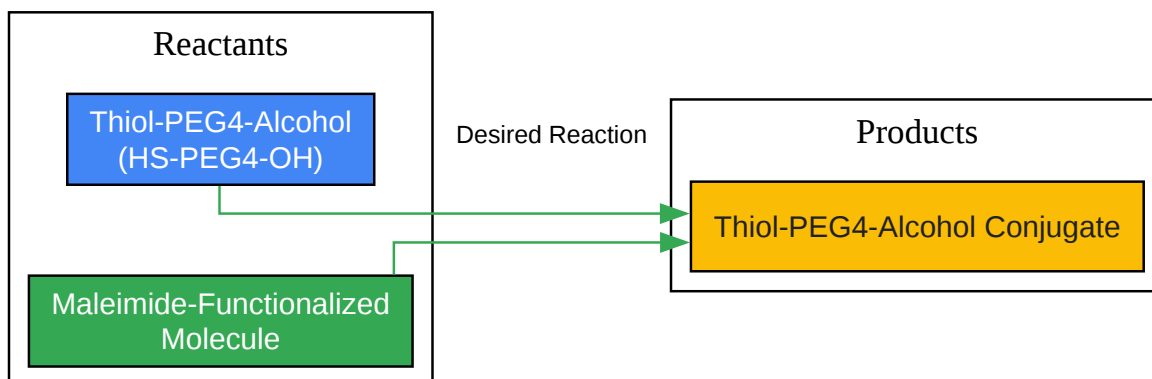 Reactants
Thiol-PEG4-Alcohol
(HS-PEG4-OH)
Maleimide-Functionalized
Molecule
Desired Reaction
Products
Thiol-PEG4-Alcohol Conjugate